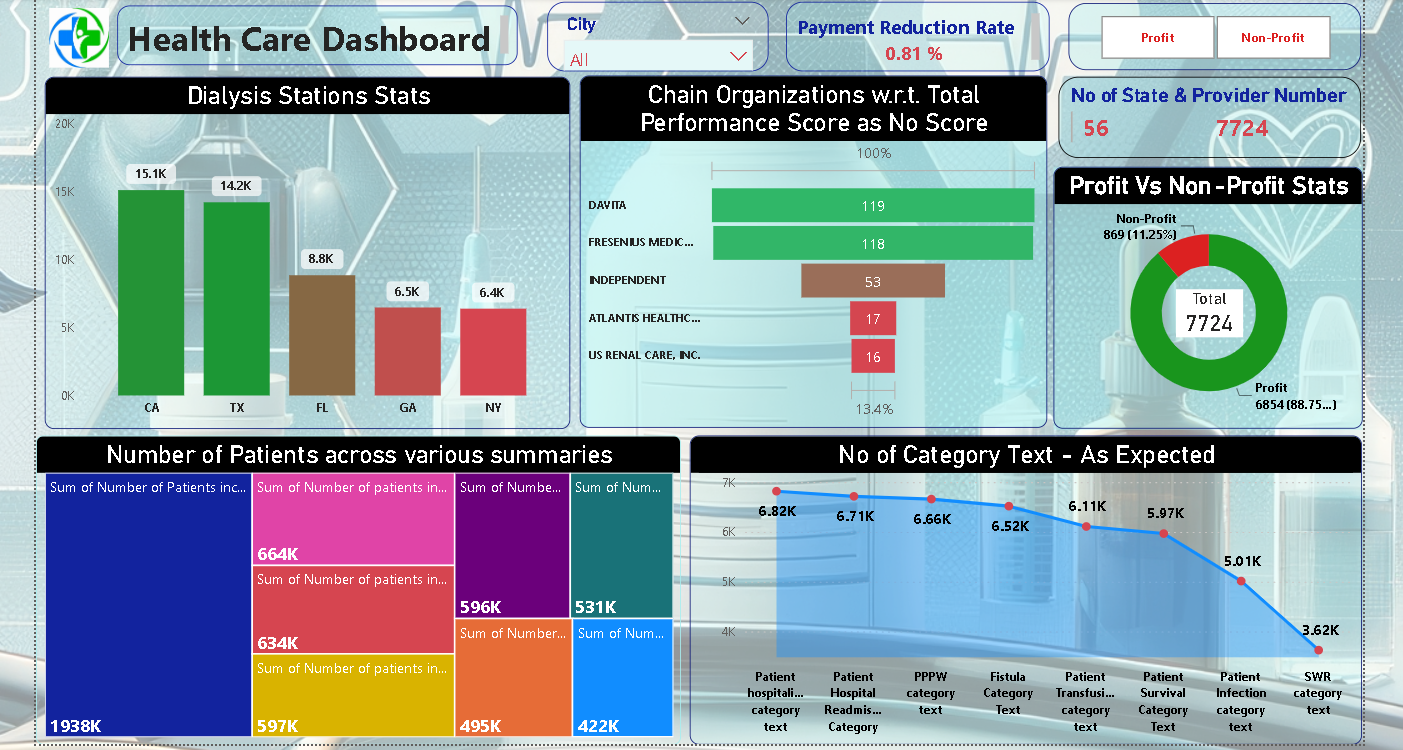 Health Care Dashboard
City
All
Payment Reduction Rate
0.81 %
Profit
Non-Profit
No of State & Provider Number
56
7724
Dialysis Stations Stats
20K
15K
10K
5K
0K
15.1K
14.2K
8.8K
6.5K
6.4K
CA
TX
FL
GA
NY
Chain Organizations w.r.t. Total
Performance Score as No Score
100%
DAVITA
119
FRESENIUS MEDIC...
118
INDEPENDENT
53
ATLANTIS HEALTHC...
17
US RENAL CARE, INC.
16
13.4%
Profit Vs Non-Profit Stats
Non-Profit
869 (11.25%)
Total
7724
Profit
6854 (88.75...)
Number of Patients across various summaries
Sum of Number of Patients inc...
1938K
Sum of Number of patients in...
664K
Sum of Number of patients in...
634K
Sum of Number of patients in...
597K
Sum of Numbe...
596K
Sum of Num...
531K
Sum of Number...
495K
Sum of Num...
422K
No of Category Text - As Expected
7K
6K
5K
4K
6.82K
6.71K
6.66K
6.52K
6.11K
5.97K
5.01K
3.62K
Patient
hospitali...
category
text
Patient
Hospital
Readmis...
Category
PPPW
category
text
Fistula
Category
Text
Patient
Transfusi...
category
text
Patient
Survival
Category
Text
Patient
Infection
category
text
SWR
category
text